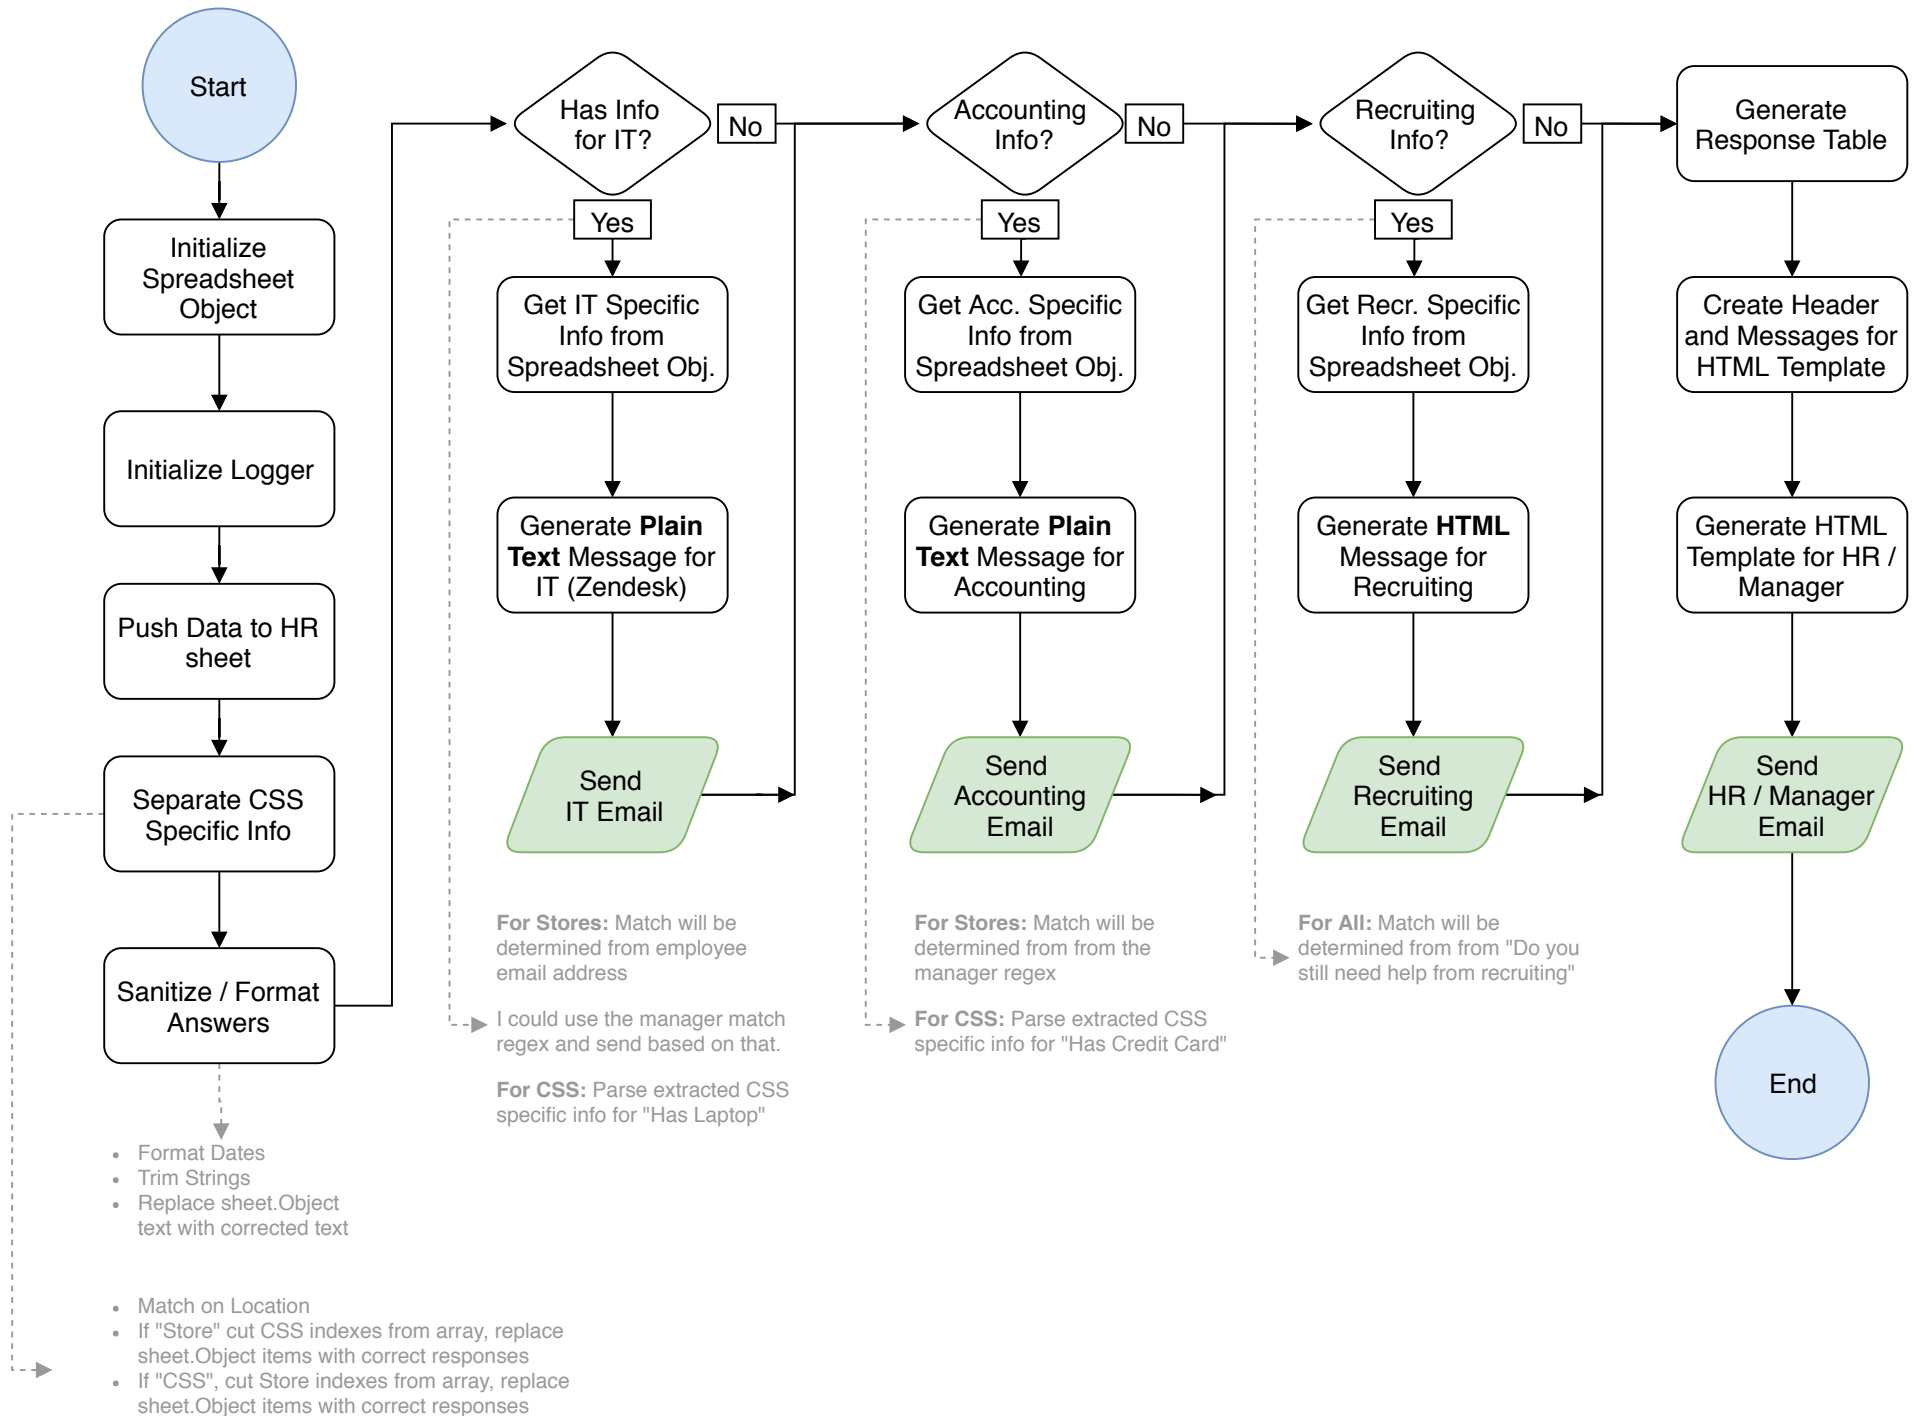 Start
Initialize
Spreadsheet
Object
Initialize Logger
Push Data to HR
sheet
Separate CSS
Specific Info
Sanitize / Format
Answers
Format Dates
Trim Strings
Replace sheet.Object
text with corrected text
Match on Location
If "Store" cut CSS indexes from array, replace
sheet.Object items with correct responses
If "CSS", cut Store indexes from array, replace
sheet.Object items with correct responses
Has Info
for IT?
No
Yes
Get IT Specific
Info from
Spreadsheet Obj.
Generate Plain
Text Message for
IT (Zendesk)
Send
IT Email
For Stores: Match will be
determined from employee
email address
I could use the manager match
regex and send based on that.
For CSS: Parse extracted CSS
specific info for "Has Laptop"
Accounting
Info?
No
Yes
Get Acc. Specific
Info from
Spreadsheet Obj.
Generate Plain
Text Message for
Accounting
Send
Accounting
Email
For Stores: Match will be
determined from from the
manager regex
For CSS: Parse extracted CSS
specific info for "Has Credit Card"
Recruiting
Info?
No
Yes
Get Recr. Specific
Info from
Spreadsheet Obj.
Generate HTML
Message for
Recruiting
Send
Recruiting
Email
For All: Match will be
determined from from "Do you
still need help from recruiting"
Generate
Response Table
Create Header
and Messages for
HTML Template
Generate HTML
Template for HR /
Manager
Send
HR / Manager
Email
End